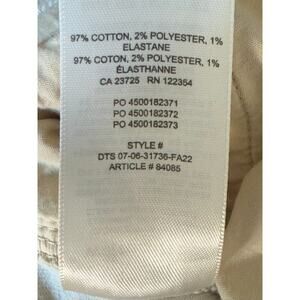 97% COTTON, 2% POLYESTER, 1%
ELASTANE
97% COTON, 2% POLYESTER, 1%
ÉLASTHANNE
CA 23725 RN 122354
PO 4500182371
PO 4500182372
PO 4500182373
STYLE #
DTS 07-06-31736-FA22
ARTICLE # 84085